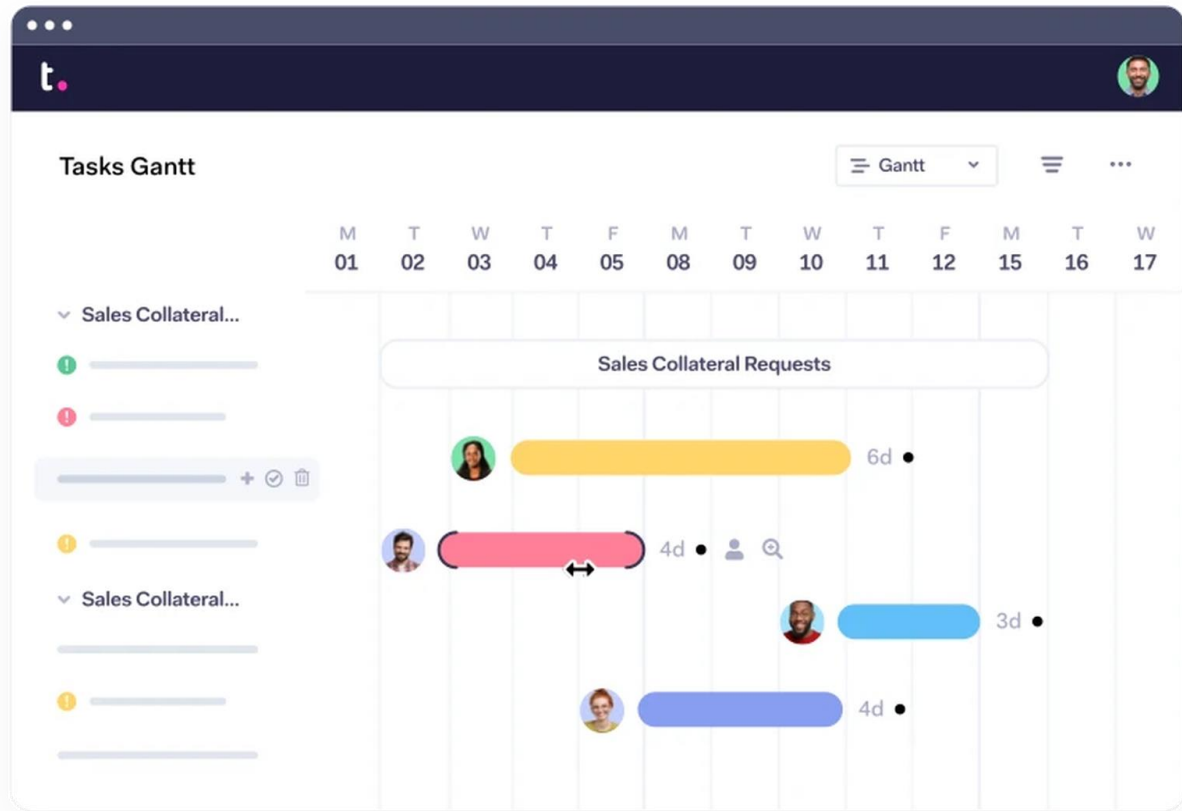 t.
Tasks Gantt
Gantt
M T W T F M T W T F M T W
01 02 03 04 05 08 09 10 11 12 15 16 17
Sales Collateral...
Sales Collateral Requests
6d
4d
Sales Collateral...
3d
4d